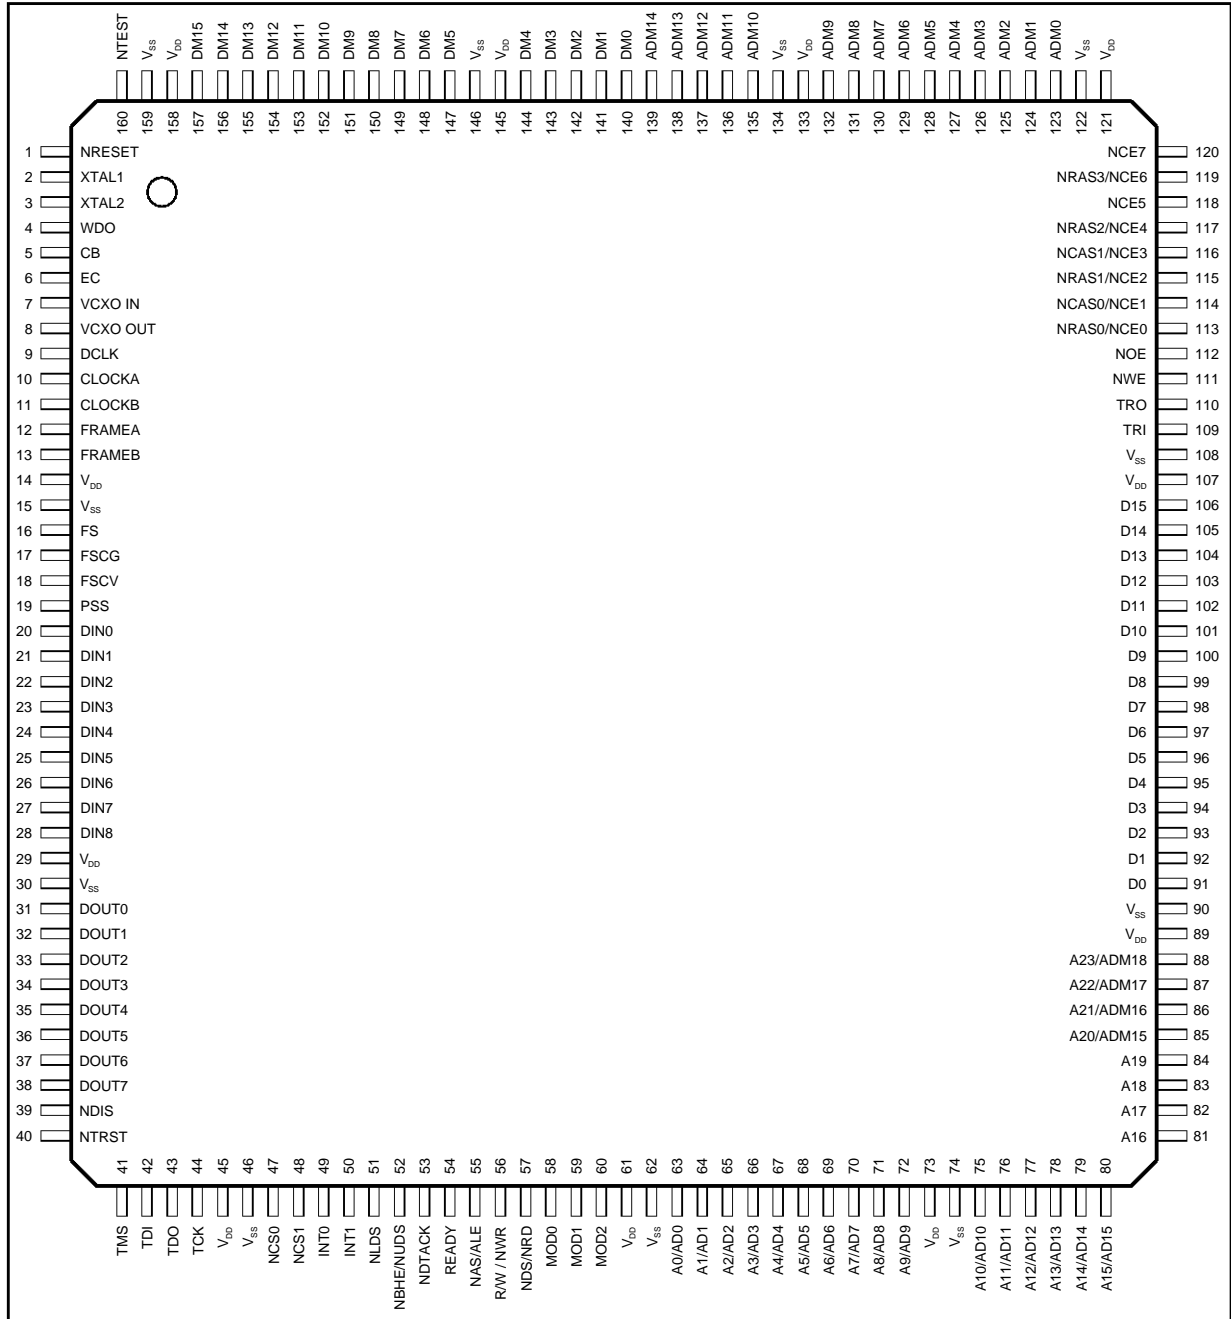 NTEST VSS VDD DM15 DM14 DM13 DM12 DM11 DM10 DM9 DM8 DM7 DM6 DM5 VSS VDD DM4 DM3 DM2 DM1 DM0 ADM14 ADM13 ADM12 ADM11 ADM10 VSS VDD ADM9 ADM8 ADM7 ADM6 ADM5 ADM4 ADM3 ADM2 ADM1 ADM0 VSS VDD
160 159 158 157 156 155 154 153 152 151 150 149 148 147 146 145 144 143 142 141 140 139 138 137 136 135 134 133 132 131 130 129 128 127 126 125 124 123 122 121
1 NRESET NCE7 120
2 XTAL1 NRAS3/NCE6 119
3 XTAL2 NCE5 118
4 WDO NRAS2/NCE4 117
5 CB NCAS1/NCE3 116
6 EC NRAS1/NCE2 115
7 VCXO IN NCAS0/NCE1 114
8 VCXO OUT NRAS0/NCE0 113
9 DCLK NOE 112
10 CLOCKA NWE 111
11 CLOCKB TRO 110
12 FRAMEA TRI 109
13 FRAMEB VSS 108
14 VDD VDD 107
15 VSS D15 106
16 FS D14 105
17 FSCG D13 104
18 FSCV D12 103
19 PSS D11 102
20 DIN0 D10 101
21 DIN1 D9 100
22 DIN2 D8 99
23 DIN3 D7 98
24 DIN4 D6 97
25 DIN5 D5 96
26 DIN6 D4 95
27 DIN7 D3 94
28 DIN8 D2 93
29 VDD D1 92
30 VSS D0 91
31 DOUT0 VSS 90
32 DOUT1 VDD 89
33 DOUT2 A23/ADM18 88
34 DOUT3 A22/ADM17 87
35 DOUT4 A21/ADM16 86
36 DOUT5 A20/ADM15 85
37 DOUT6 A19 84
38 DOUT7 A18 83
39 NDIS A17 82
40 NTRST A16 81
41 42 43 44 45 46 47 48 49 50 51 52 53 54 55 56 57 58 59 60 61 62 63 64 65 66 67 68 69 70 71 72 73 74 75 76 77 78 79 80
TMS TDI TDO TCK VDD VSS NCS0 NCS1 INT0 INT1 NLDS NBHE/NUDS NDTACK READY NAS/ALE R/W / NWR NDS/NRD MOD0 MOD1 MOD2 VDD VSS A0/AD0 A1/AD1 A2/AD2 A3/AD3 A4/AD4 A5/AD5 A6/AD6 A7/AD7 A8/AD8 A9/AD9 VDD VSS A10/AD10 A11/AD11 A12/AD12 A13/AD13 A14/AD14 A15/AD15